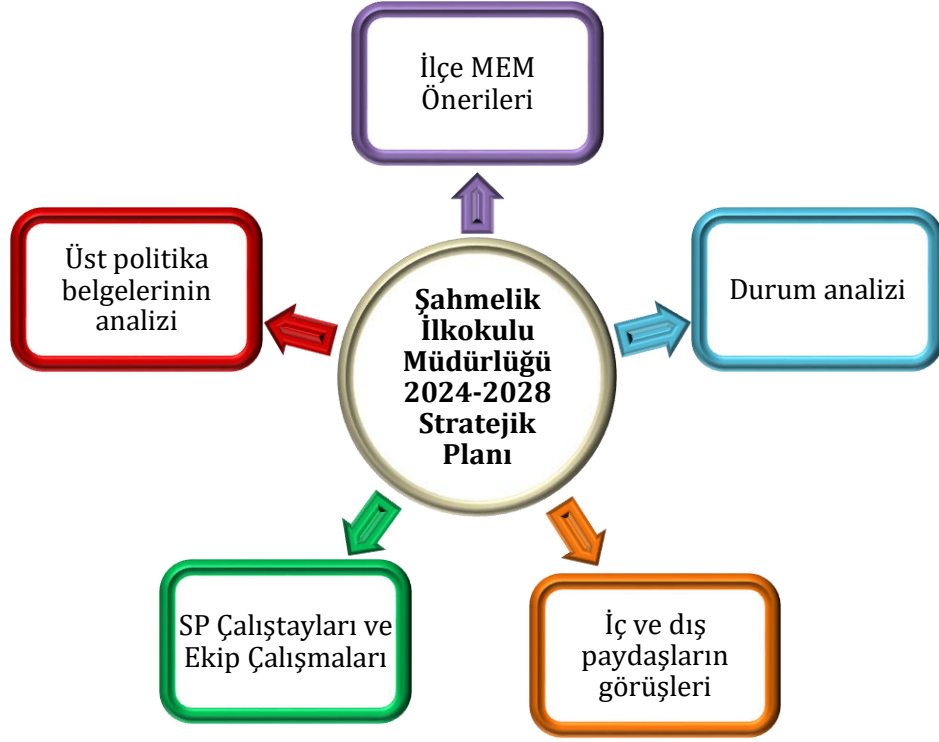 İlçe MEM
Önerileri
Üst politika
belgelerinin
analizi
Durum analizi
Şahmelik
İlkokulu
Müdürlüğü
2024-2028
Stratejik
Planı
SP Çalıştayları ve
Ekip Çalışmaları
İç ve dış
paydaşların
görüşleri